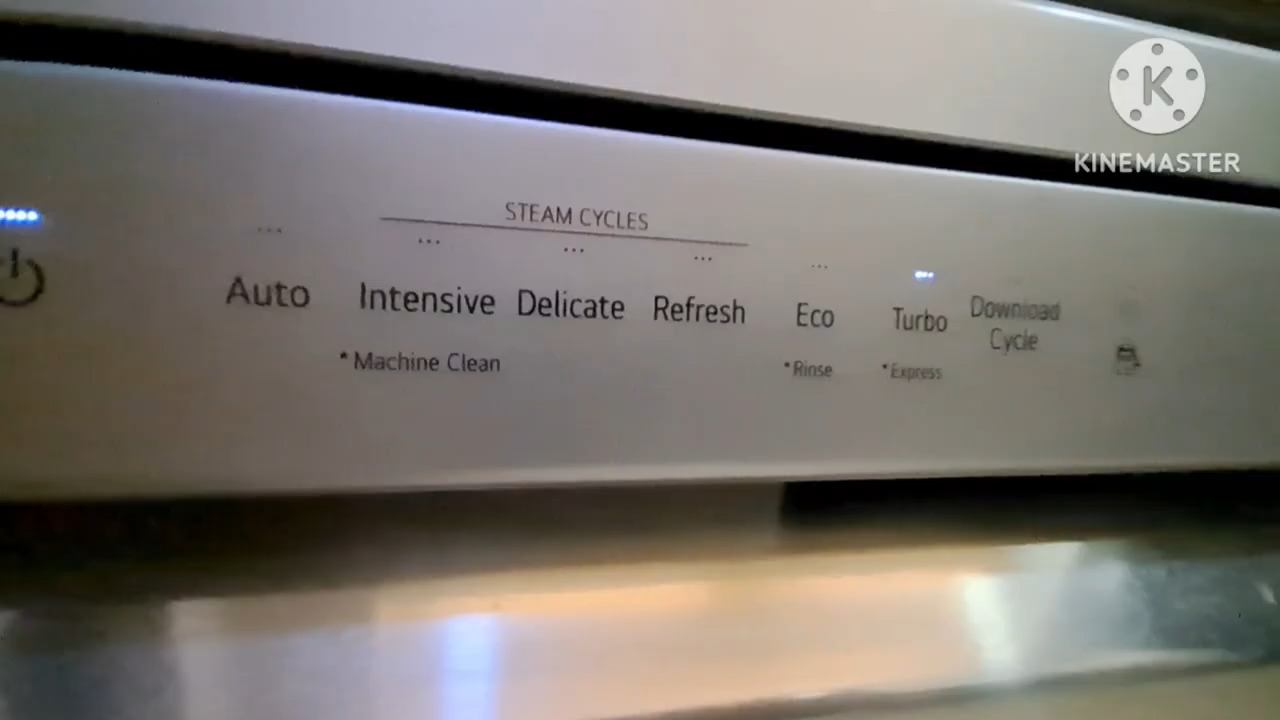 K
KINEMASTER
STEAM CYCLES
Auto
Intensive
Delicate
Refresh
Eco
Turbo
Download
Cycle
* Machine Clean
* Rinse
* Express